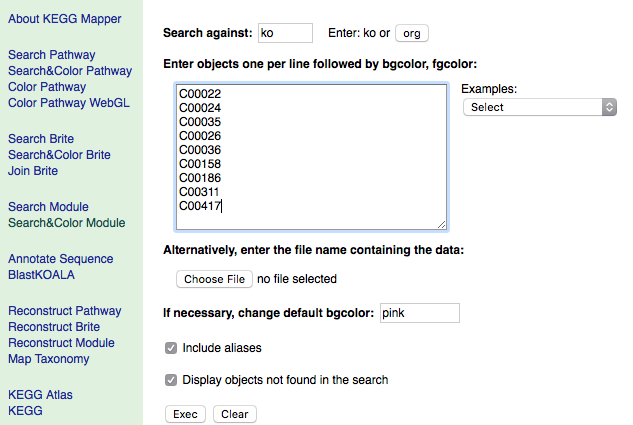 About KEGG Mapper
Search Pathway
Search&Color Pathway
Color Pathway
Color Pathway WebGL
Search Brite
Search&Color Brite
Join Brite
Search Module
Search&Color Module
Annotate Sequence
BlastKOALA
Reconstruct Pathway
Reconstruct Brite
Reconstruct Module
Map Taxonomy
KEGG Atlas
KEGG
Search against: ko Enter: ko or org
Enter objects one per line followed by bgcolor, fgcolor:
C00022
C00024
C00035
C00026
C00036
C00158
C00186
C00311
C00417
Examples:
Select
Alternatively, enter the file name containing the data:
Choose File no file selected
If necessary, change default bgcolor: pink
Include aliases
Display objects not found in the search
Exec Clear